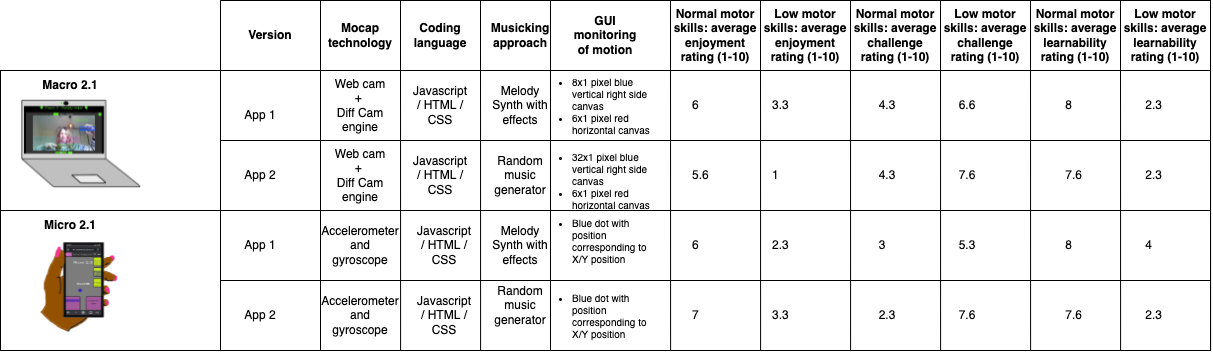 Version
Mocap
technology
Coding
language
Musicking
approach
GUI
monitoring
of motion
Normal motor
skills: average
enjoyment
rating (1-10)
Low motor
skills: average
enjoyment
rating (1-10)
Normal motor
skills: average
challenge
rating (1-10)
Low motor
skills: average
challenge
rating (1-10)
Normal motor
skills: average
learnability
rating (1-10)
Low motor
skills: average
learnability
rating (1-10)
Macro 2.1
App 1
Web cam
+
Diff Cam
engine
Javascript
/ HTML /
CSS
Melody
Synth with
effects
• 8x1 pixel blue
vertical right side
canvas
• 6x1 pixel red
horizontal canvas
6
3.3
4.3
6.6
8
2.3
App 2
Web cam
+
Diff Cam
engine
Javascript
/ HTML /
CSS
Random
music
generator
• 32x1 pixel blue
vertical right side
canvas
• 6x1 pixel red
horizontal canvas
5.6
1
4.3
7.6
7.6
2.3
Micro 2.1
App 1
Accelerometer
and
gyroscope
Javascript
/ HTML /
CSS
Melody
Synth with
effects
• Blue dot with
position
corresponding to
X/Y position
6
2.3
3
5.3
8
4
App 2
Accelerometer
and
gyroscope
Javascript
/ HTML /
CSS
Random
music
generator
• Blue dot with
position
corresponding to
X/Y position
7
3.3
2.3
7.6
7.6
2.3